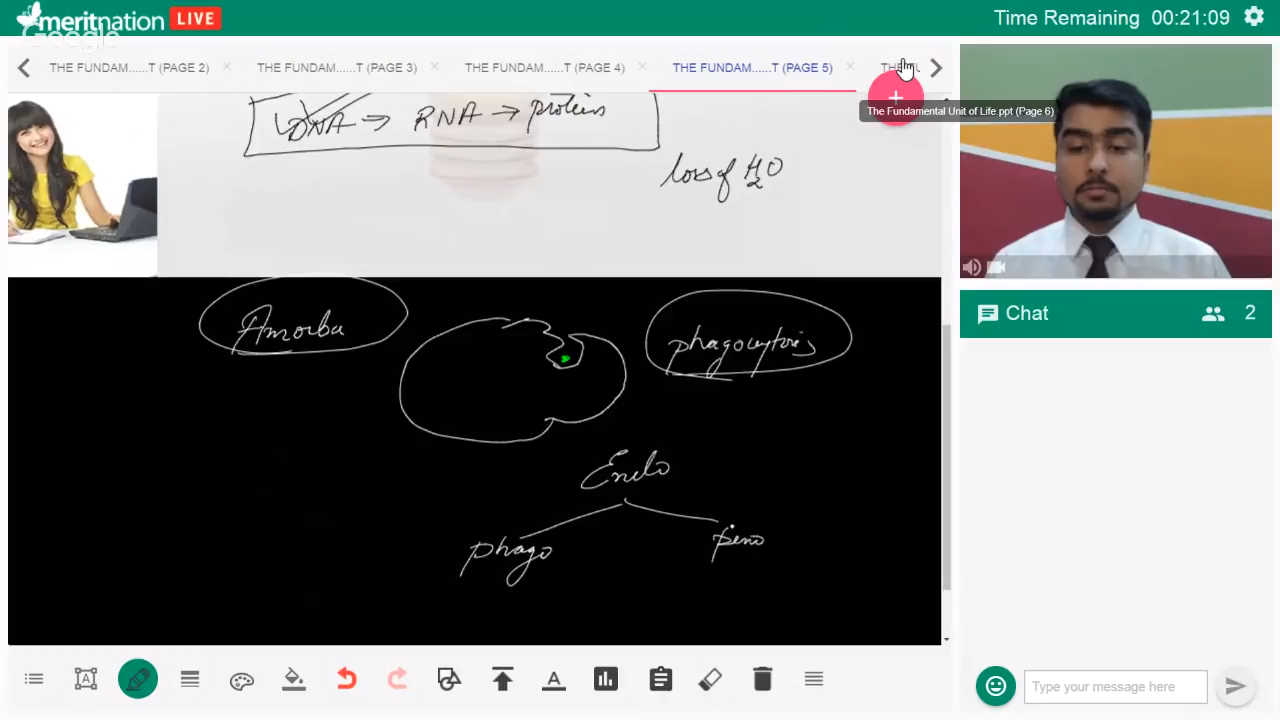 meritnation LIVE
Google
Time Remaining 00:21:09
THE FUNDAM......T (PAGE 2)
THE FUNDAM......T (PAGE 3)
THE FUNDAM......T (PAGE 4)
THE FUNDAM......T (PAGE 5)
The Fundamental Unit of Life.ppt (Page 6)
DNA → RNA → proteins
loss of H2O
Amoeba
phagocytosis
Endo
phago
pino
Chat
2
Type your message here